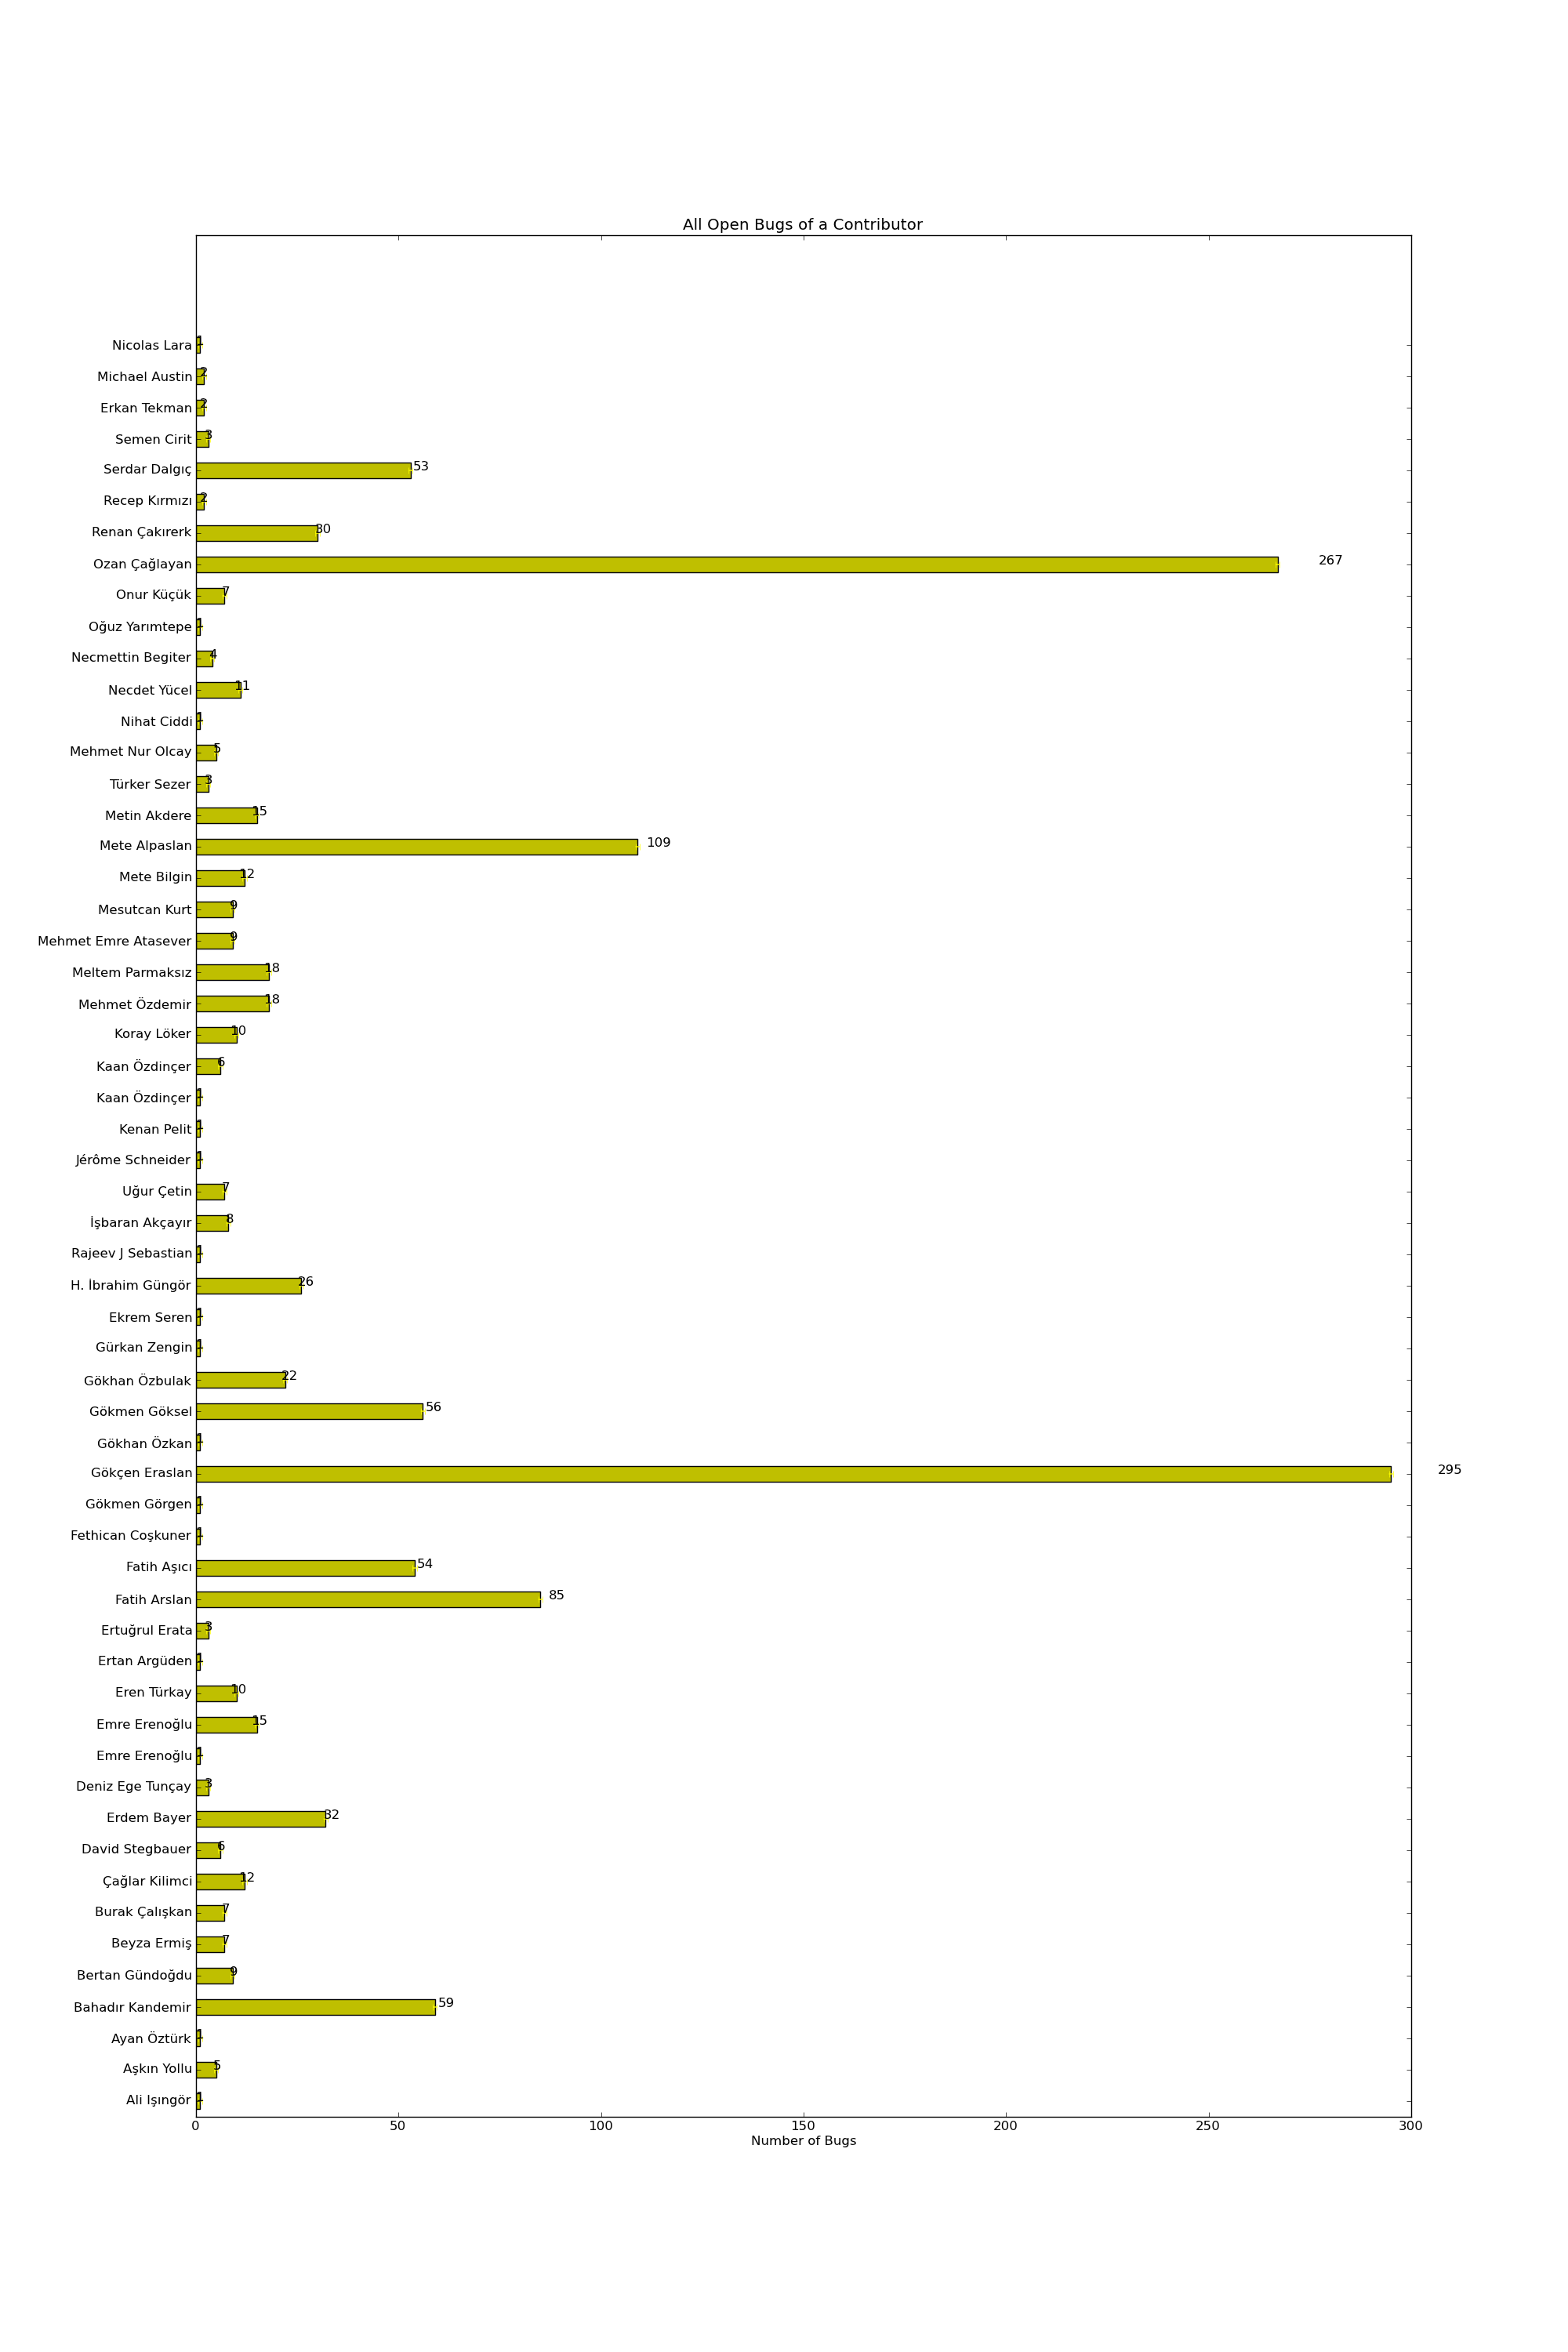 All Open Bugs of a Contributor
Nicolas Lara 1
Michael Austin 2
Erkan Tekman 2
Semen Cirit 3
Serdar Dalgıç 53
Recep Kırmızı 2
Renan Çakırerk 30
Ozan Çağlayan 267
Onur Küçük 7
Oğuz Yarımtepe 1
Necmettin Begiter 4
Necdet Yücel 11
Nihat Ciddi 1
Mehmet Nur Olcay 5
Türker Sezer 3
Metin Akdere 15
Mete Alpaslan 109
Mete Bilgin 12
Mesutcan Kurt 9
Mehmet Emre Atasever 9
Meltem Parmaksız 18
Mehmet Özdemir 18
Koray Löker 10
Kaan Özdinçer 6
Kaan Özdinçer 1
Kenan Pelit 1
Jérôme Schneider 1
Uğur Çetin 7
İşbaran Akçayır 8
Rajeev J Sebastian 1
H. İbrahim Güngör 26
Ekrem Seren 1
Gürkan Zengin 1
Gökhan Özbulak 22
Gökmen Göksel 56
Gökhan Özkan 1
Gökçen Eraslan 295
Gökmen Görgen 1
Fethican Coşkuner 1
Fatih Aşıcı 54
Fatih Arslan 85
Ertuğrul Erata 3
Ertan Argüden 1
Eren Türkay 10
Emre Erenoğlu 15
Emre Erenoğlu 1
Deniz Ege Tunçay 3
Erdem Bayer 32
David Stegbauer 6
Çağlar Kilimci 12
Burak Çalışkan 7
Beyza Ermiş 7
Bertan Gündoğdu 9
Bahadır Kandemir 59
Ayan Öztürk 1
Aşkın Yollu 5
Ali Işıngör 1
0 50 100 150 200 250 300
Number of Bugs